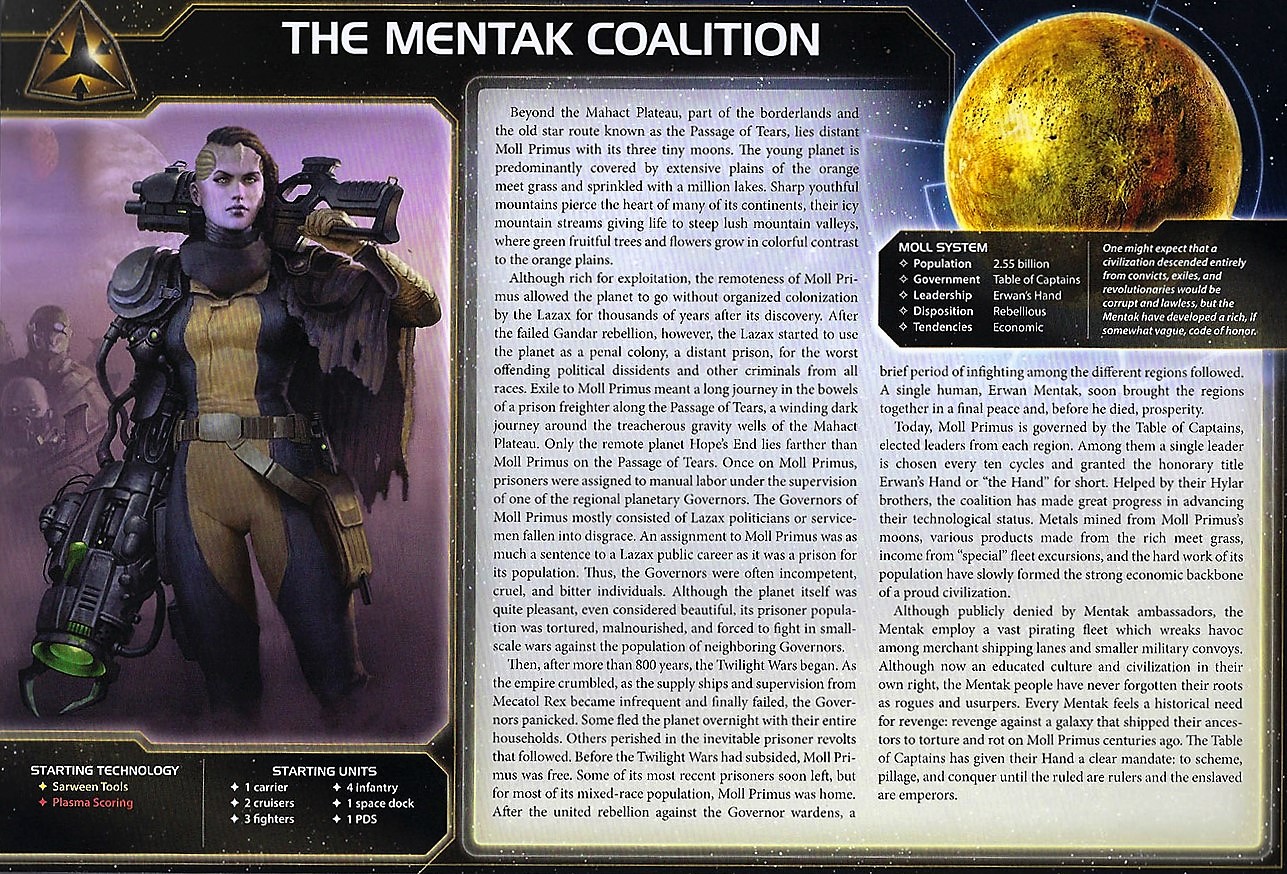 THE MENTAK COALITION
Beyond the Mahact Plateau, part of the borderlands and
the old star route known as the Passage of Tears, lies distant
Moll Primus with its three tiny moons. The young planet is
predominantly covered by extensive plains of the orange
meet grass and sprinkled with a million lakes. Sharp youthful
mountains pierce the heart of many of its continents, their icy
mountain streams giving life to steep lush mountain valleys,
where green fruitful trees and flowers grow in colorful contrast
to the orange plains.
Although rich for exploitation, the remoteness of Moll Pri-
mus allowed the planet to go without organized colonization
by the Lazax for thousands of years after its discovery. After
the failed Gandar rebellion, however, the Lazax started to use
the planet as a penal colony, a distant prison, for the worst
offending political dissidents and other criminals from all
races. Exile to Moll Primus meant a long journey in the bowels
of a prison freighter along the Passage of Tears, a winding dark
journey around the treacherous gravity wells of the Mahact
Plateau. Only the remote planet Hope's End lies farther than
Moll Primus on the Passage of Tears. Once on Moll Primus,
prisoners were assigned to manual labor under the supervision
of one of the regional planetary Governors. The Governors of
Moll Primus mostly consisted of Lazax politicians or service-
men fallen into disgrace. An assignment to Moll Primus was as
much a sentence to a Lazax public career as it was a prison for
its population. Thus, the Governors were often incompetent,
cruel, and bitter individuals. Although the planet itself was
quite pleasant, even considered beautiful, its prisoner popula-
tion was tortured, malnourished, and forced to fight in small-
scale wars against the population of neighboring Governors.
Then, after more than 800 years, the Twilight Wars began. As
the empire crumbled, as the supply ships and supervision from
Mecatol Rex became infrequent and finally failed, the Gover-
nors panicked. Some fled the planet overnight with their entire
households. Others perished in the inevitable prisoner revolts
that followed. Before the Twilight Wars had subsided, Moll Pri-
mus was free. Some of its most recent prisoners soon left, but
for most of its mixed-race population, Moll Primus was home.
After the united rebellion against the Governor wardens, a
MOLL SYSTEM
Population 2.55 billion
Government Table of Captains
Leadership Erwan's Hand
Disposition Rebellious
Tendencies Economic
One might expect that a
civilization descended entirely
from convicts, exiles, and
revolutionaries would be
corrupt and lawless, but the
Mentak have developed a rich, if
somewhat vague, code of honor.
brief period of infighting among the different regions followed.
A single human, Erwan Mentak, soon brought the regions
together in a final peace and, before he died, prosperity.
Today, Moll Primus is governed by the Table of Captains,
elected leaders from each region. Among them a single leader
is chosen every ten cycles and granted the honorary title
Erwan's Hand or "the Hand" for short. Helped by their Hylar
brothers, the coalition has made great progress in advancing
their technological status. Metals mined from Moll Primus's
moons, various products made from the rich meet grass,
income from "special" fleet excursions, and the hard work of its
population have slowly formed the strong economic backbone
of a proud civilization.
Although publicly denied by Mentak ambassadors, the
Mentak employ a vast pirating fleet which wreaks havoc
among merchant shipping lanes and smaller military convoys.
Although now an educated culture and civilization in their
own right, the Mentak people have never forgotten their roots
as rogues and usurpers. Every Mentak feels a historical need
for revenge: revenge against a galaxy that shipped their ances-
tors to torture and rot on Moll Primus centuries ago. The Table
of Captains has given their Hand a clear mandate: to scheme,
pillage, and conquer until the ruled are rulers and the enslaved
are emperors.
STARTING TECHNOLOGY
Sarween Tools
Plasma Scoring
STARTING UNITS
1 carrier
2 cruisers
3 fighters
4 infantry
1 space dock
1 PDS